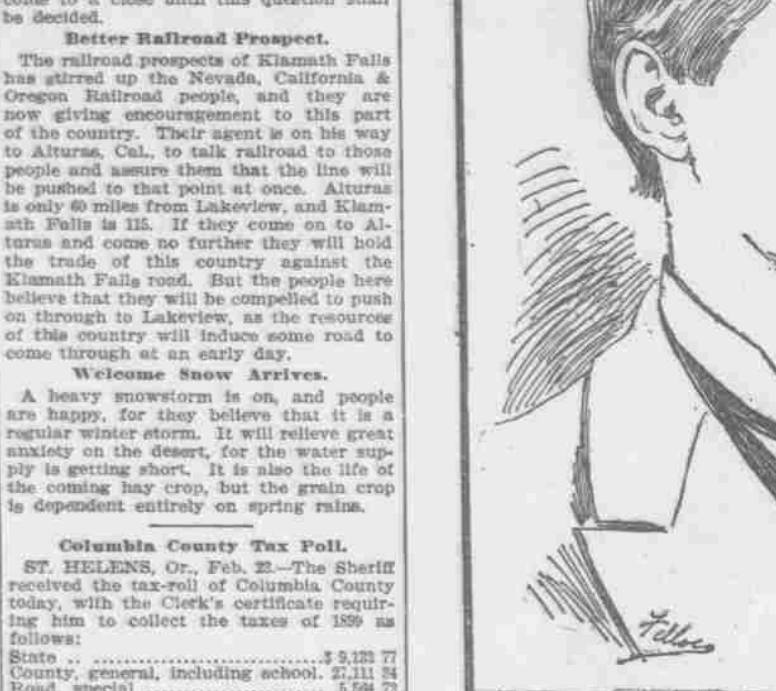 come to a close until this question shall
be decided.
Better Railroad Prospect.
The railroad prospects of Klamath Falls
has stirred up the Nevada, California &
Oregon Railroad people, and they are
now giving encouragement to this part
of the country. Their agent is on his way
to Alturas, Cal., to talk railroad to those
people and assure them that the line will
be pushed to that point at once. Alturas
is only 60 miles from Lakeview, and Klam-
ath Falls is 115. If they come on to Al-
turas and come no further they will hold
the trade of this country against the
Klamath Falls road. But the people here
believe that they will be compelled to push
on through to Lakeview, as the resources
of this country will induce some road to
come through at an early day.
Welcome Snow Arrives.
A heavy snowstorm is on, and people
are happy, for they believe that it is a
regular winter storm. It will relieve great
anxiety on the desert, for the water sup-
ply is getting short. It is also the life of
the coming hay crop, but the grain crop
is dependent entirely on spring rains.
Columbia County Tax Poll.
ST. HELENS, Or., Feb. 23.—The Sheriff
received the tax-roll of Columbia County
today, with the Clerk's certificate requir-
ing him to collect the taxes of 1899 as
follows:
State .. ..............................$ 9,133 77
County, general, including school. 27,111 34
Road, special